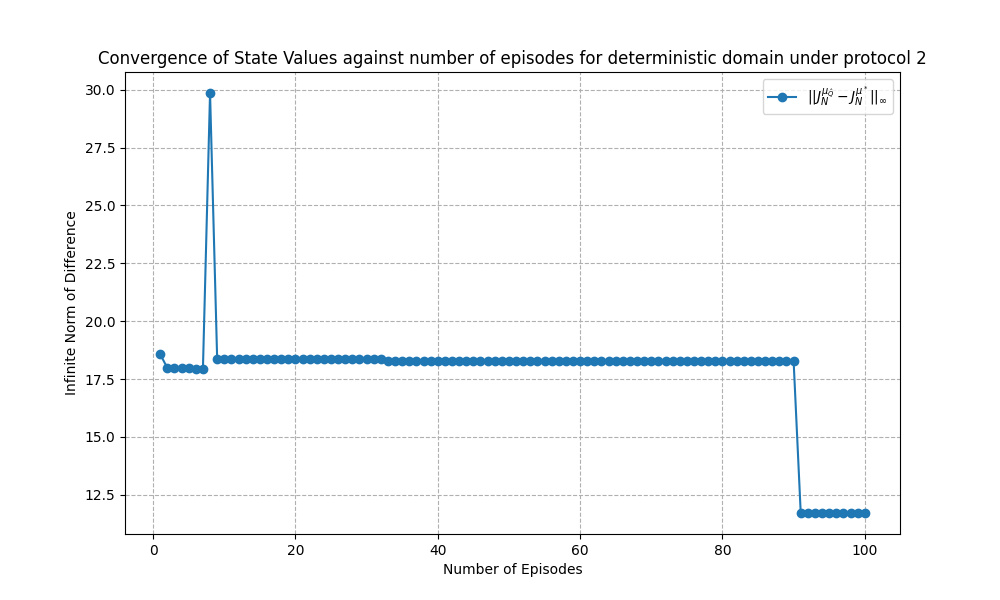 Convergence of State Values against number of episodes for deterministic domain under protocol 2
30.0
27.5
25.0
22.5
20.0
17.5
15.0
12.5
Infinite Norm of Difference
||J_N^{μ_{Q̂}} − J_N^{μ^*}||_∞
0 20 40 60 80 100
Number of Episodes